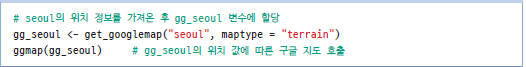 # seoul의 위치 정보를 가져온 후 gg_seoul 변수에 할당
gg_seoul <- get_googlemap("seoul", maptype = "terrain")
ggmap(gg_seoul) # gg_seoul의 위치 값에 따른 구글 지도 호출